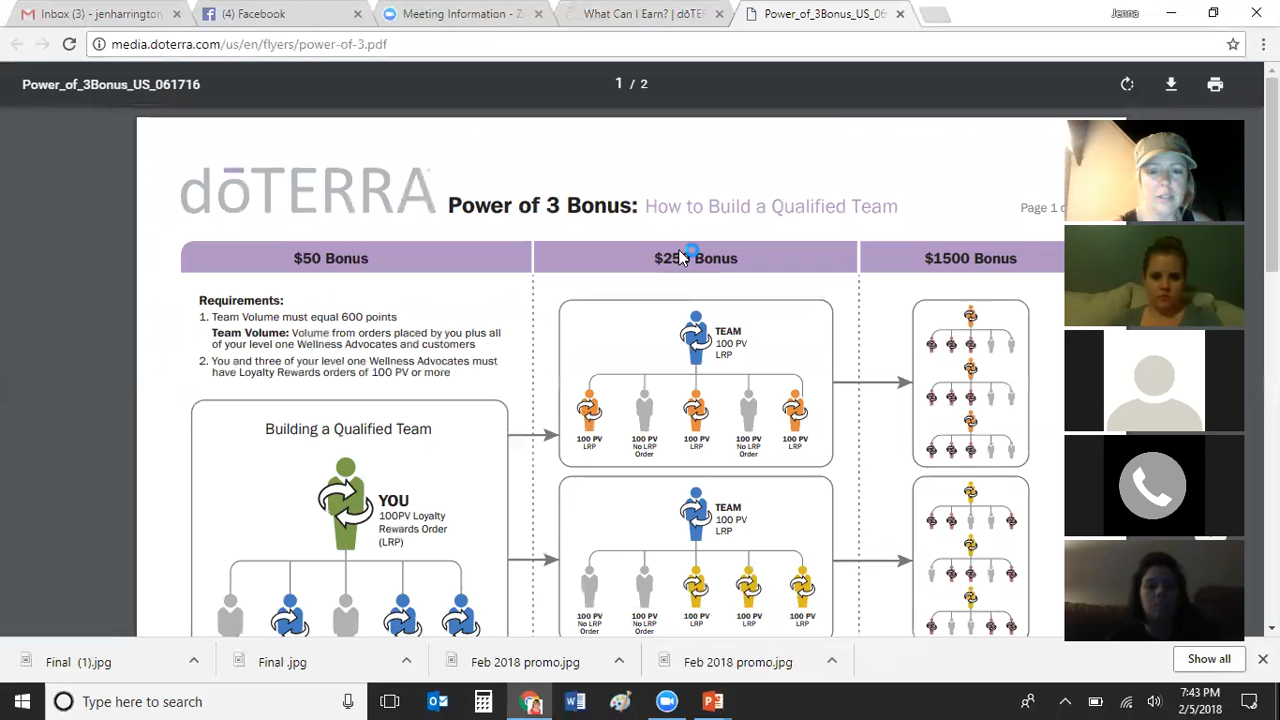 Inbox (3) - jenharrington
(4) Facebook
Meeting Information - Z
What Can I Earn? | dōTE
Power_of_3Bonus_US_06
Jenna
media.doterra.com/us/en/flyers/power-of-3.pdf
Power_of_3Bonus_US_061716
1 / 2
dōTERRA
Power of 3 Bonus: How to Build a Qualified Team
Page 1
$50 Bonus
Bonus
$1500 Bonus
Requirements:
1. Team Volume must equal 600 points
Team Volume: Volume from orders placed by you plus all
of your level one Wellness Advocates and customers
2. You and three of your level one Wellness Advocates must
have Loyalty Rewards orders of 100 PV or more
Building a Qualified Team
YOU
100PV Loyalty
Rewards Order
(LRP)
TEAM
100 PV
LRP
100 PV
LRP
100 PV
No LRP
Order
100 PV
LRP
100 PV
No LRP
Order
100 PV
LRP
TEAM
100 PV
LRP
100 PV
No LRP
Order
100 PV
No LRP
Order
100 PV
LRP
100 PV
LRP
100 PV
LRP
Final (1).jpg
Final .jpg
Feb 2018 promo.jpg
Feb 2018 promo.jpg
Show all
Type here to search
7:43 PM
2/5/2018